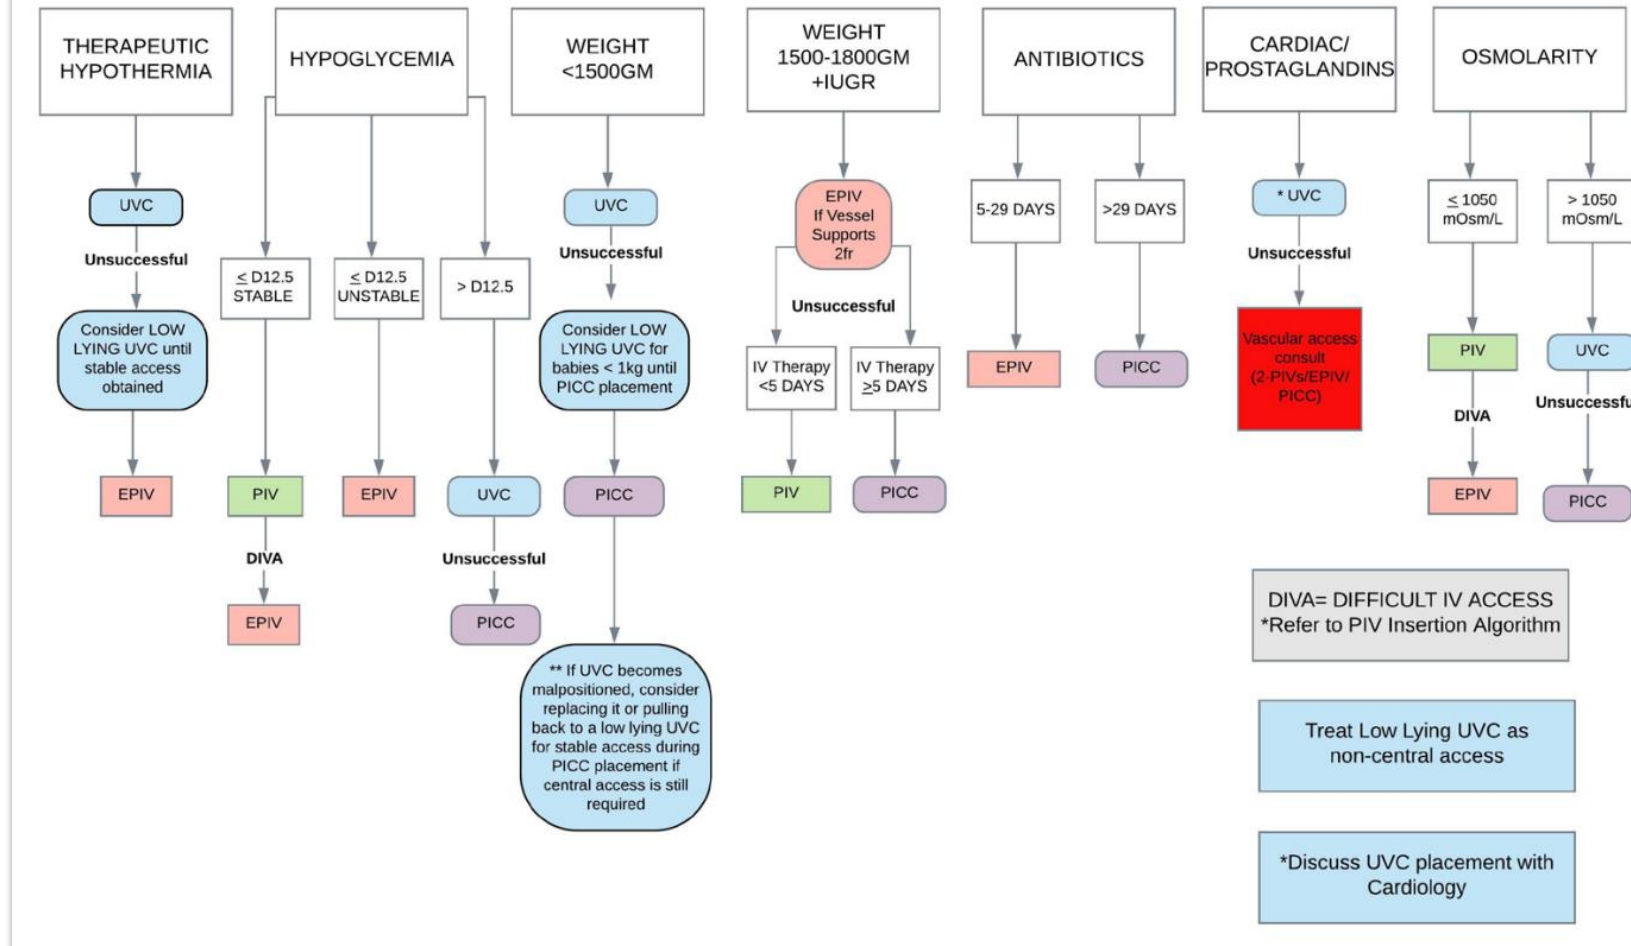 THERAPEUTIC
HYPOTHERMIA
HYPOGLYCEMIA
WEIGHT
<1500GM
WEIGHT
1500-1800GM
+IUGR
ANTIBIOTICS
CARDIAC/
PROSTAGLANDINS
OSMOLARITY
UVC
Unsuccessful
Consider LOW
LYING UVC until
stable access
obtained
EPIV
≤ D12.5
STABLE
PIV
DIVA
EPIV
≤ D12.5
UNSTABLE
EPIV
> D12.5
UVC
Unsuccessful
PICC
UVC
Unsuccessful
Consider LOW
LYING UVC for
babies < 1kg until
PICC placement
PICC
** If UVC becomes
malpositioned, consider
replacing it or pulling
back to a low lying UVC
for stable access during
PICC placement if
central access is still
required
EPIV
If Vessel
Supports
2fr
Unsuccessful
IV Therapy
<5 DAYS
PIV
IV Therapy
≥5 DAYS
PICC
5-29 DAYS
EPIV
>29 DAYS
PICC
* UVC
Unsuccessful
Vascular access
consult
(2-PIVs/EPIV/
PICC)
≤ 1050
mOsm/L
PIV
DIVA
EPIV
> 1050
mOsm/L
UVC
Unsuccessfu
PICC
DIVA= DIFFICULT IV ACCESS
*Refer to PIV Insertion Algorithm
Treat Low Lying UVC as
non-central access
*Discuss UVC placement with
Cardiology